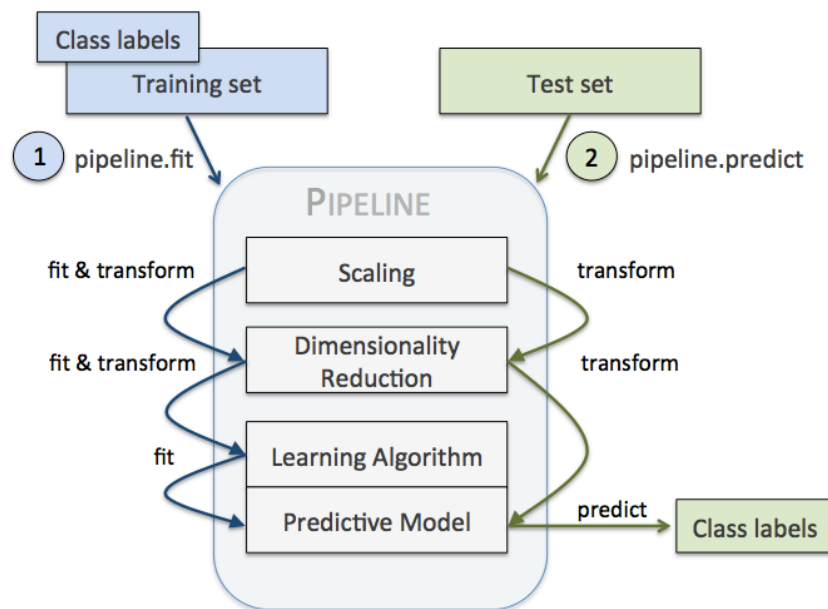 Class labels
Training set
Test set
1 pipeline.fit
2 pipeline.predict
PIPELINE
fit & transform
Scaling
transform
fit & transform
Dimensionality
Reduction
transform
fit
Learning Algorithm
Predictive Model
predict
Class labels